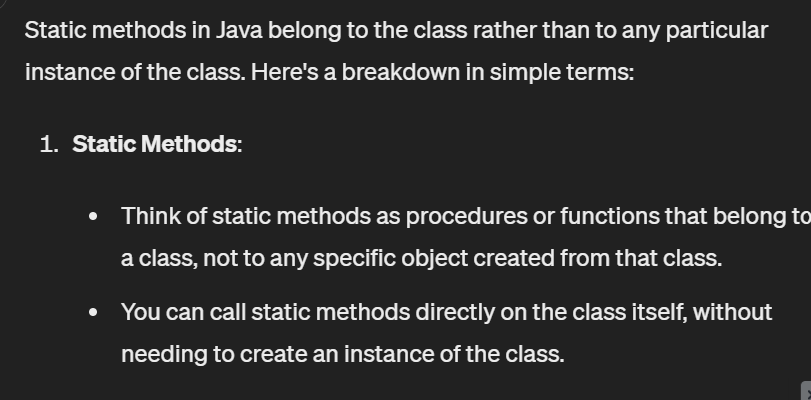 Static methods in Java belong to the class rather than to any particular
instance of the class. Here's a breakdown in simple terms:
1. Static Methods:
• Think of static methods as procedures or functions that belong to
a class, not to any specific object created from that class.
• You can call static methods directly on the class itself, without
needing to create an instance of the class.